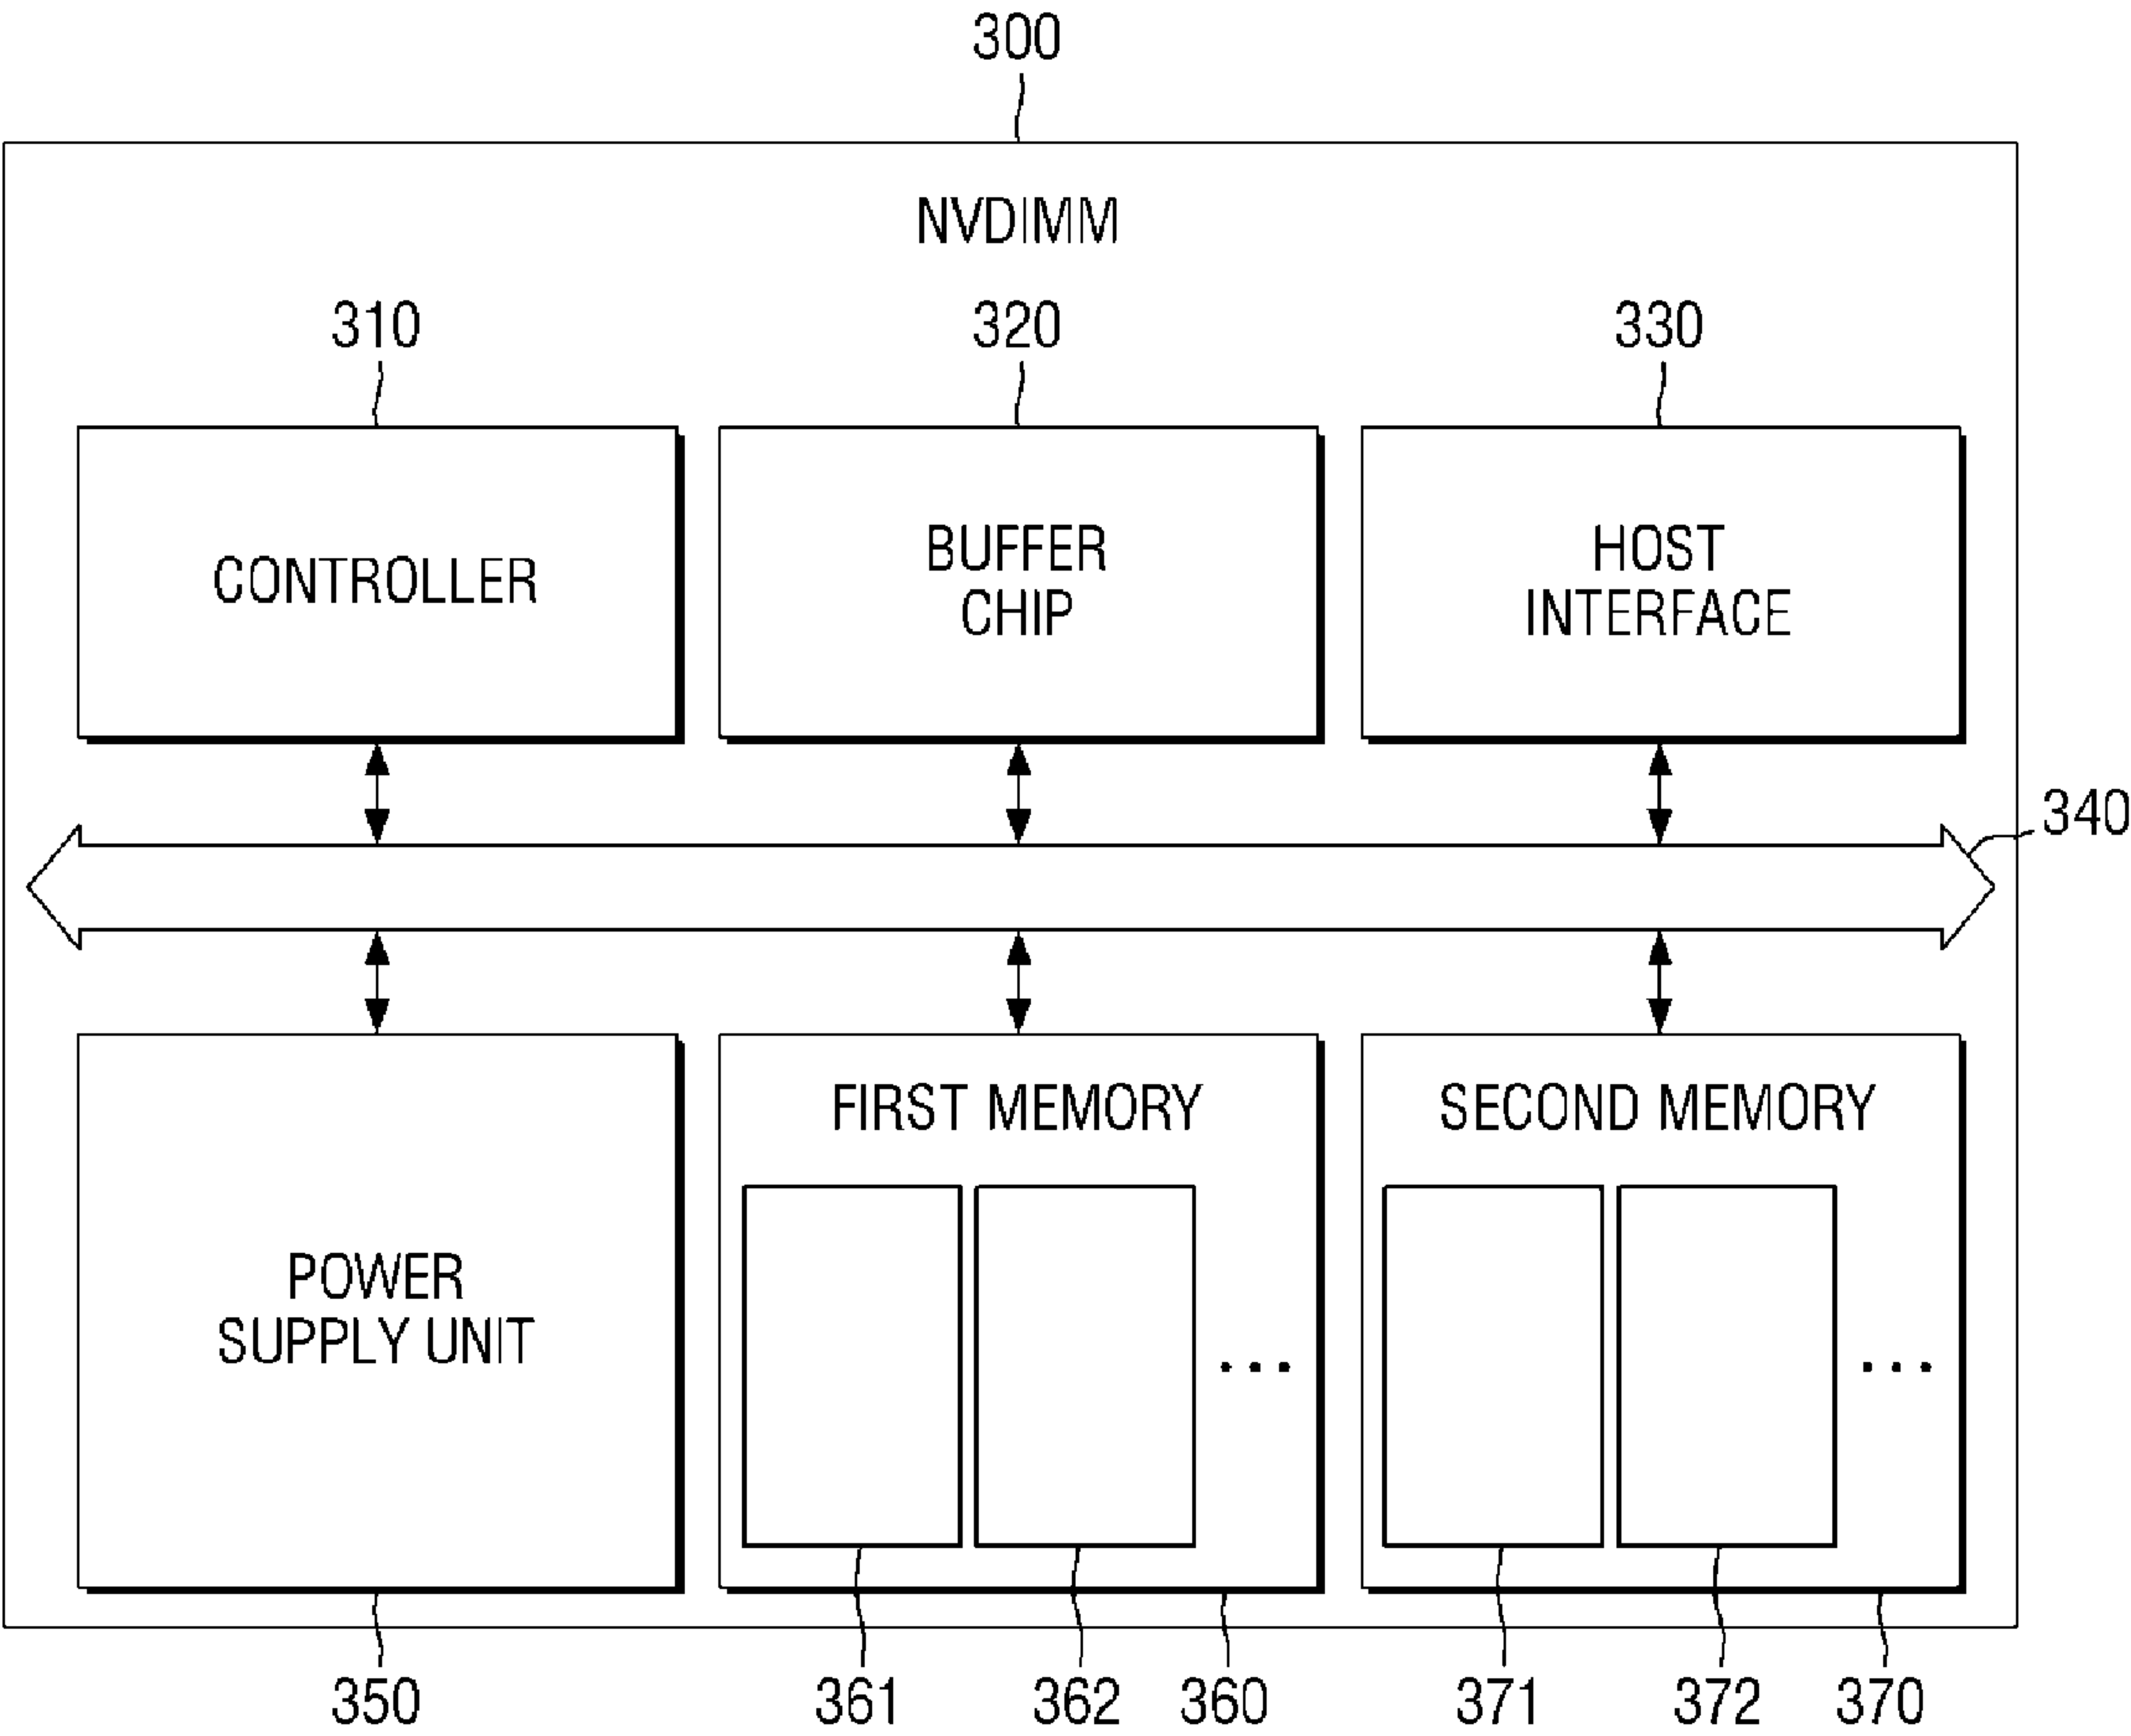 300
NVDIMM
310
320
330
CONTROLLER
BUFFER
CHIP
HOST
INTERFACE
340
FIRST MEMORY
SECOND MEMORY
POWER
SUPPLY UNIT
...
...
350
361
362
360
371
372
370